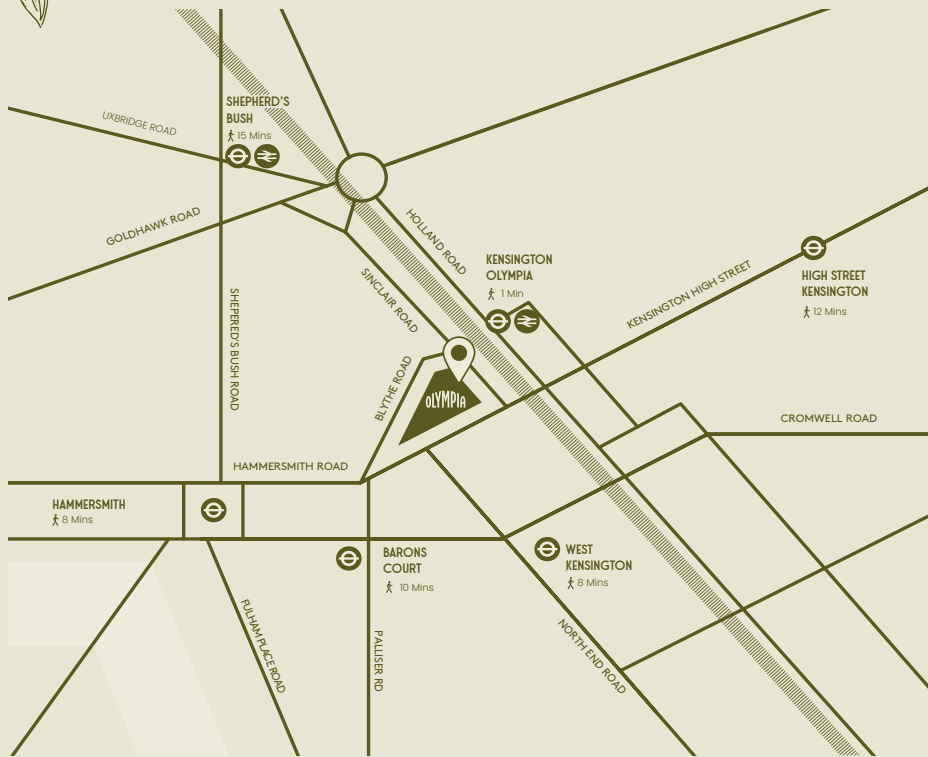 SHEPHERD'S
BUSH
15 Mins
UXBRIDGE ROAD
GOLDHAWK ROAD
HOLLAND ROAD
KENSINGTON
OLYMPIA
1 Min
HIGH STREET
KENSINGTON
12 Mins
KENSINGTON HIGH STREET
SINCLAIR ROAD
SHEPERED'S BUSH ROAD
BLYTHE ROAD
OLYMPIA
CROMWELL ROAD
HAMMERSMITH ROAD
HAMMERSMITH
8 Mins
BARONS
COURT
10 Mins
WEST
KENSINGTON
8 Mins
FULHAM PLACE ROAD
PALLISER RD
NORTH END ROAD